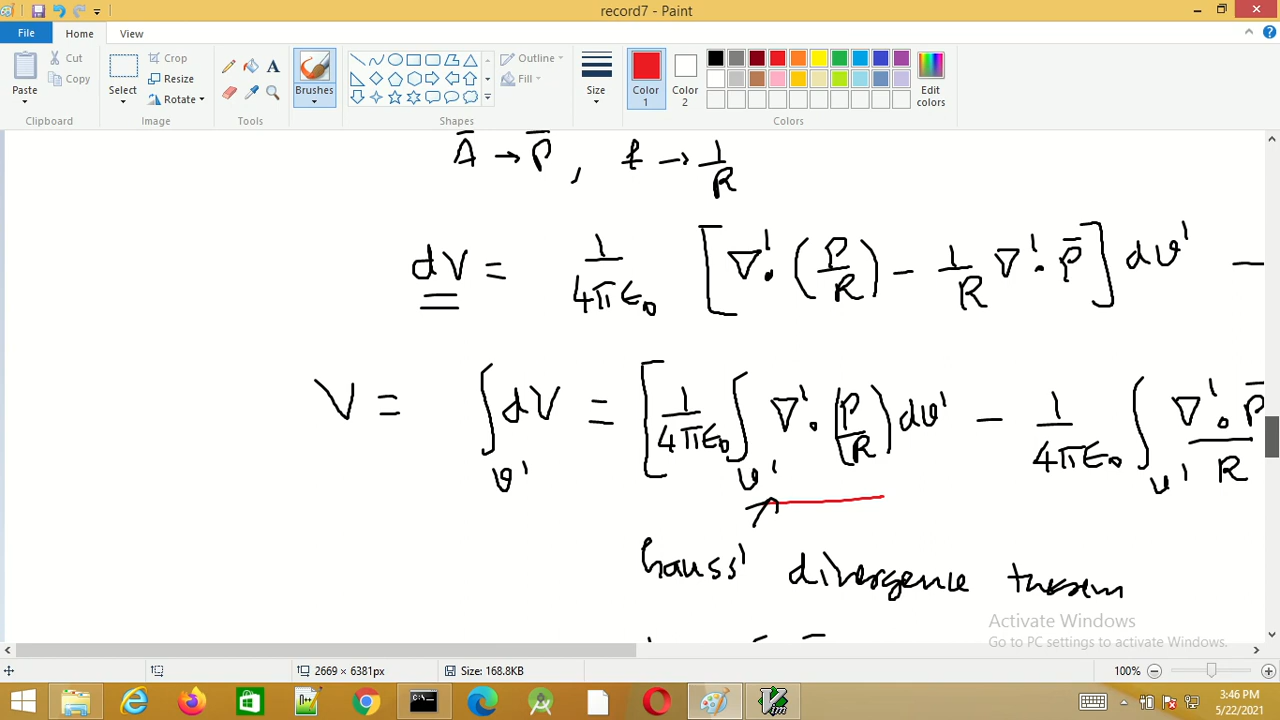 record7 - Paint
File Home View
Paste Cut Copy Clipboard
Select Crop Resize Rotate Image
Tools
Brushes
Outline Fill Shapes
Size
Color 1 Color 2 Edit colors Colors
A̅ → P̅ , f → 1/R
dV = 1/4πϵ₀ [∇'·(P/R) − 1/R ∇'·P̅] dv' −
V = ∫v' dV = [1/4πϵ₀ ∫v' ∇'·(P/R) dv' − 1/4πϵ₀ ∫v' ∇'·P̅/R
Gauss' divergence theorem
Activate Windows
Go to PC settings to activate Windows.
2669 × 6381px Size: 168.8KB 100%
3:46 PM
5/22/2021